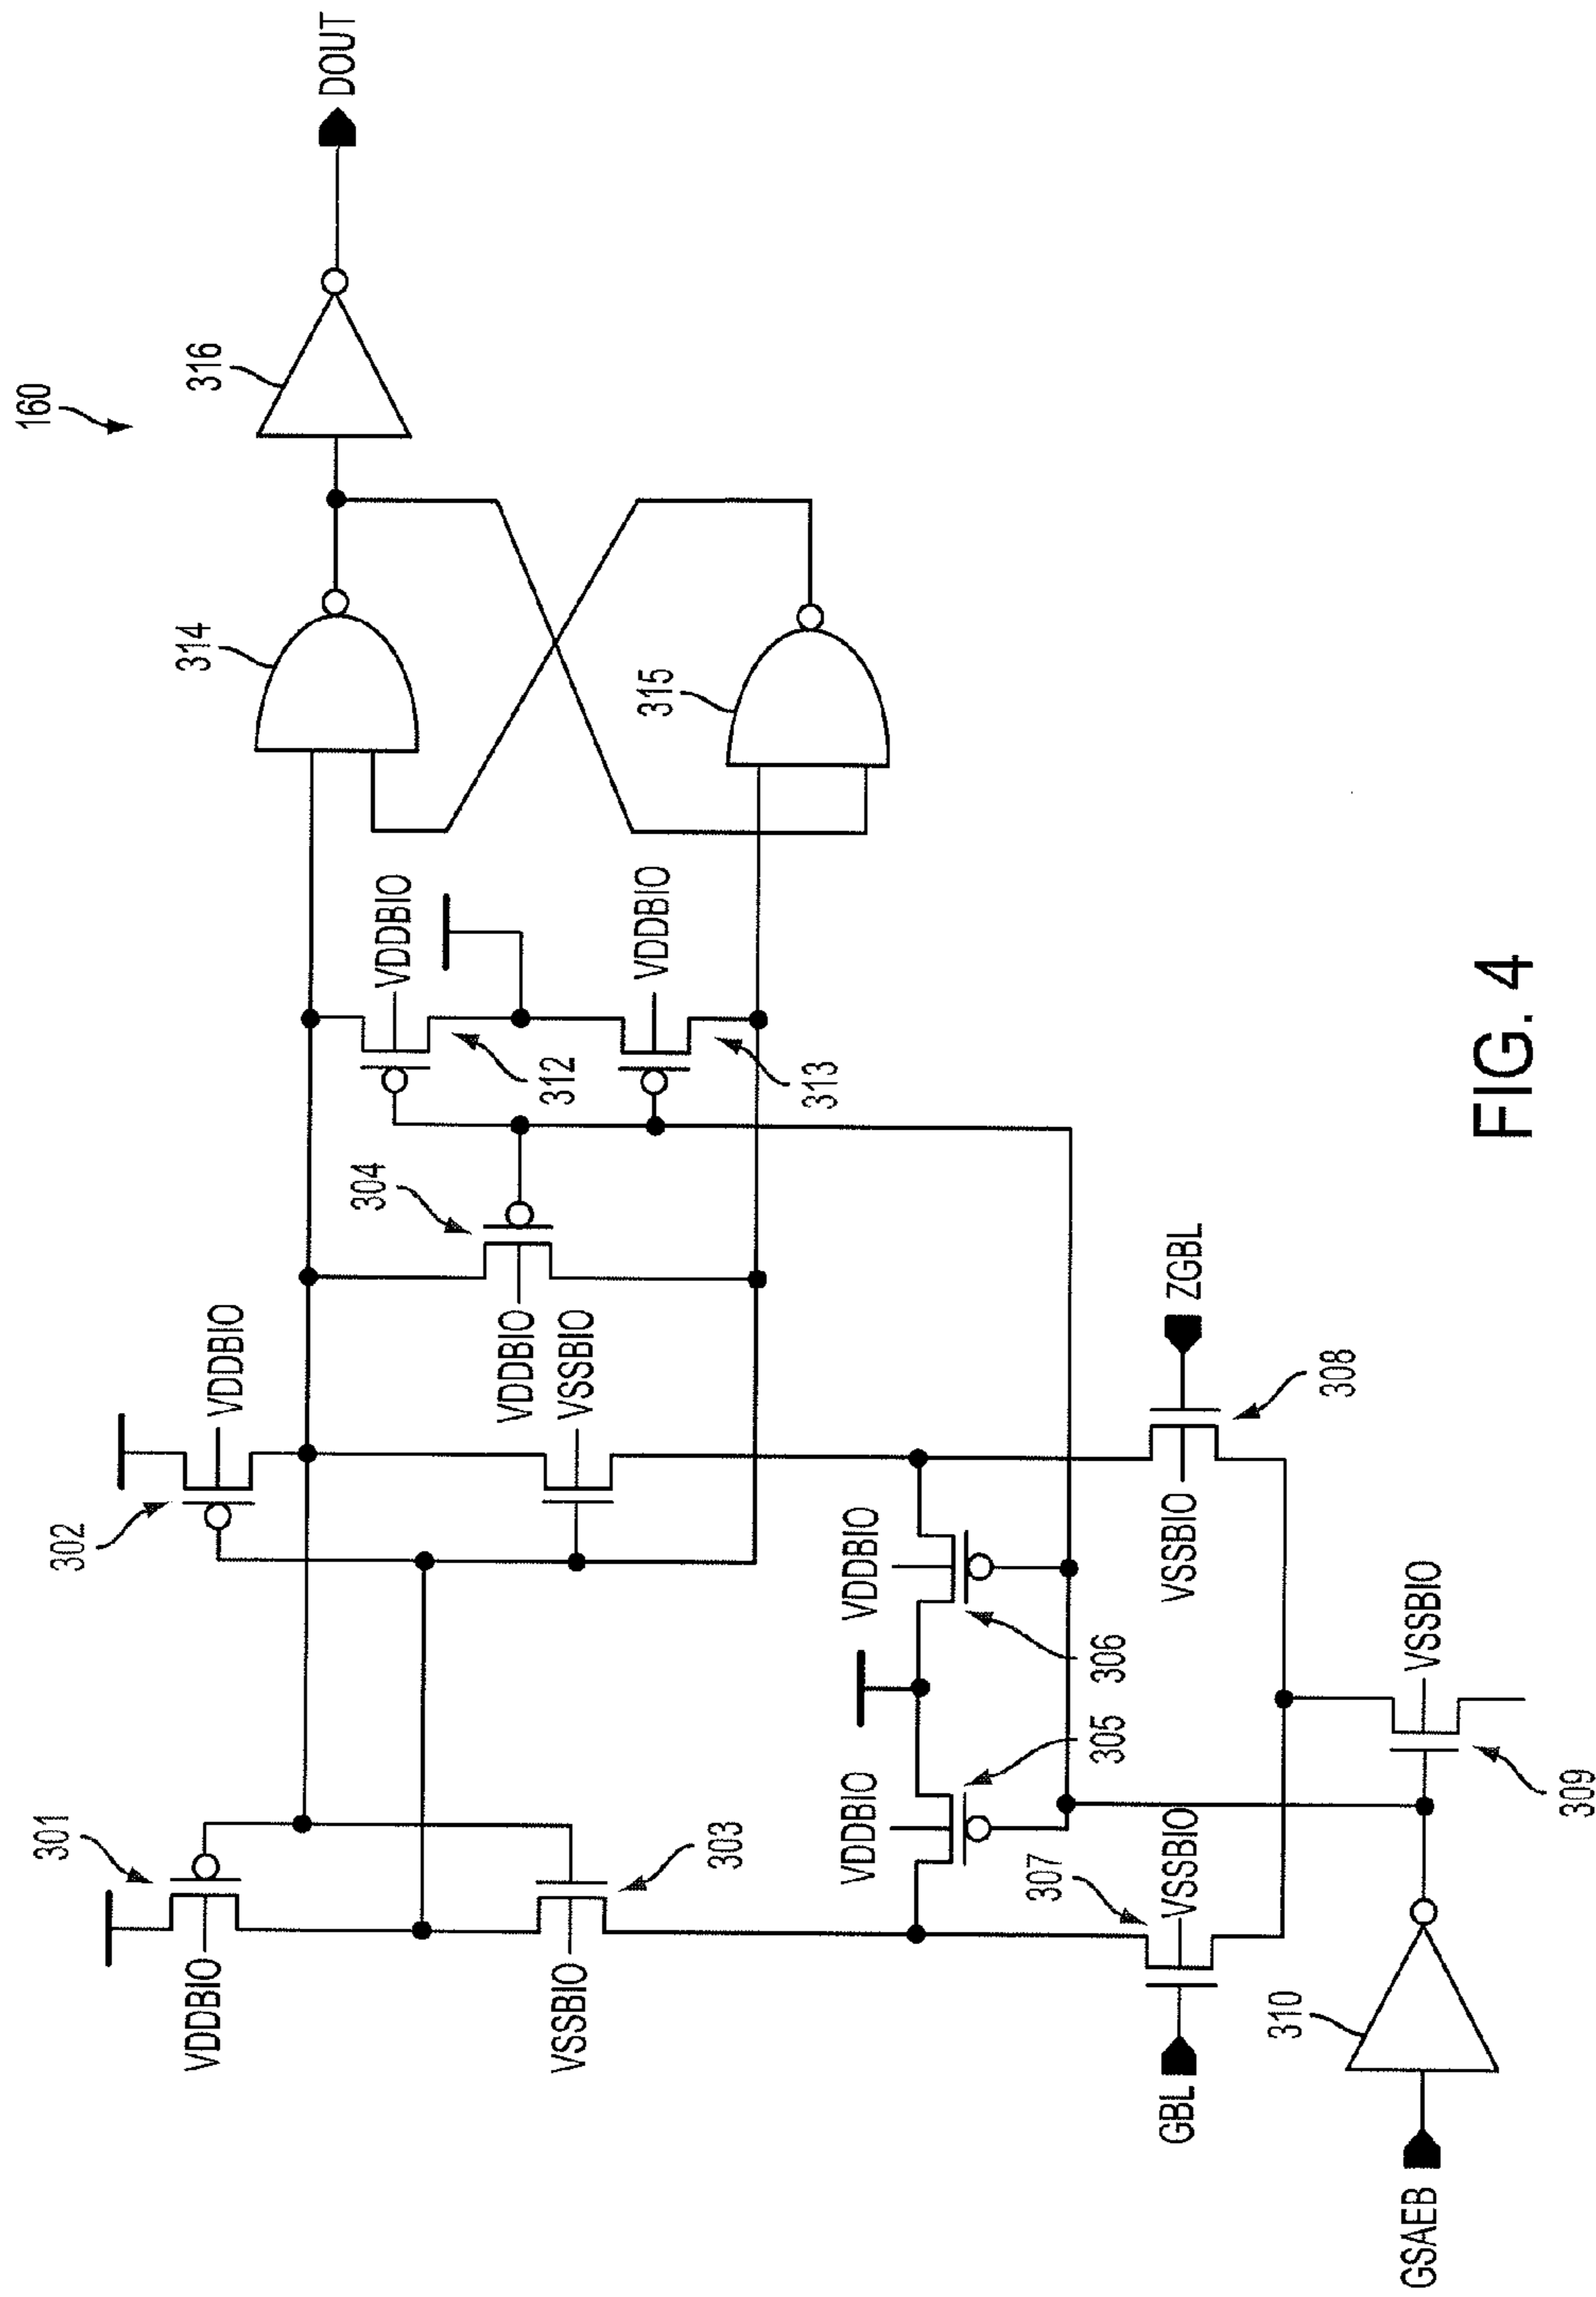 160
DOUT
316
314
315
VDDBIO
VDDBIO
312
313
304
VDDBIO
302
VDDBIO
VSSBIO
ZGBL
308
VDDBIO
VSSBIO
306
301
VDDBIO
305
303
VSSBIO
309
307
VSSBIO
VDDBIO
VSSBIO
310
GBL
GSAEB
FIG. 4